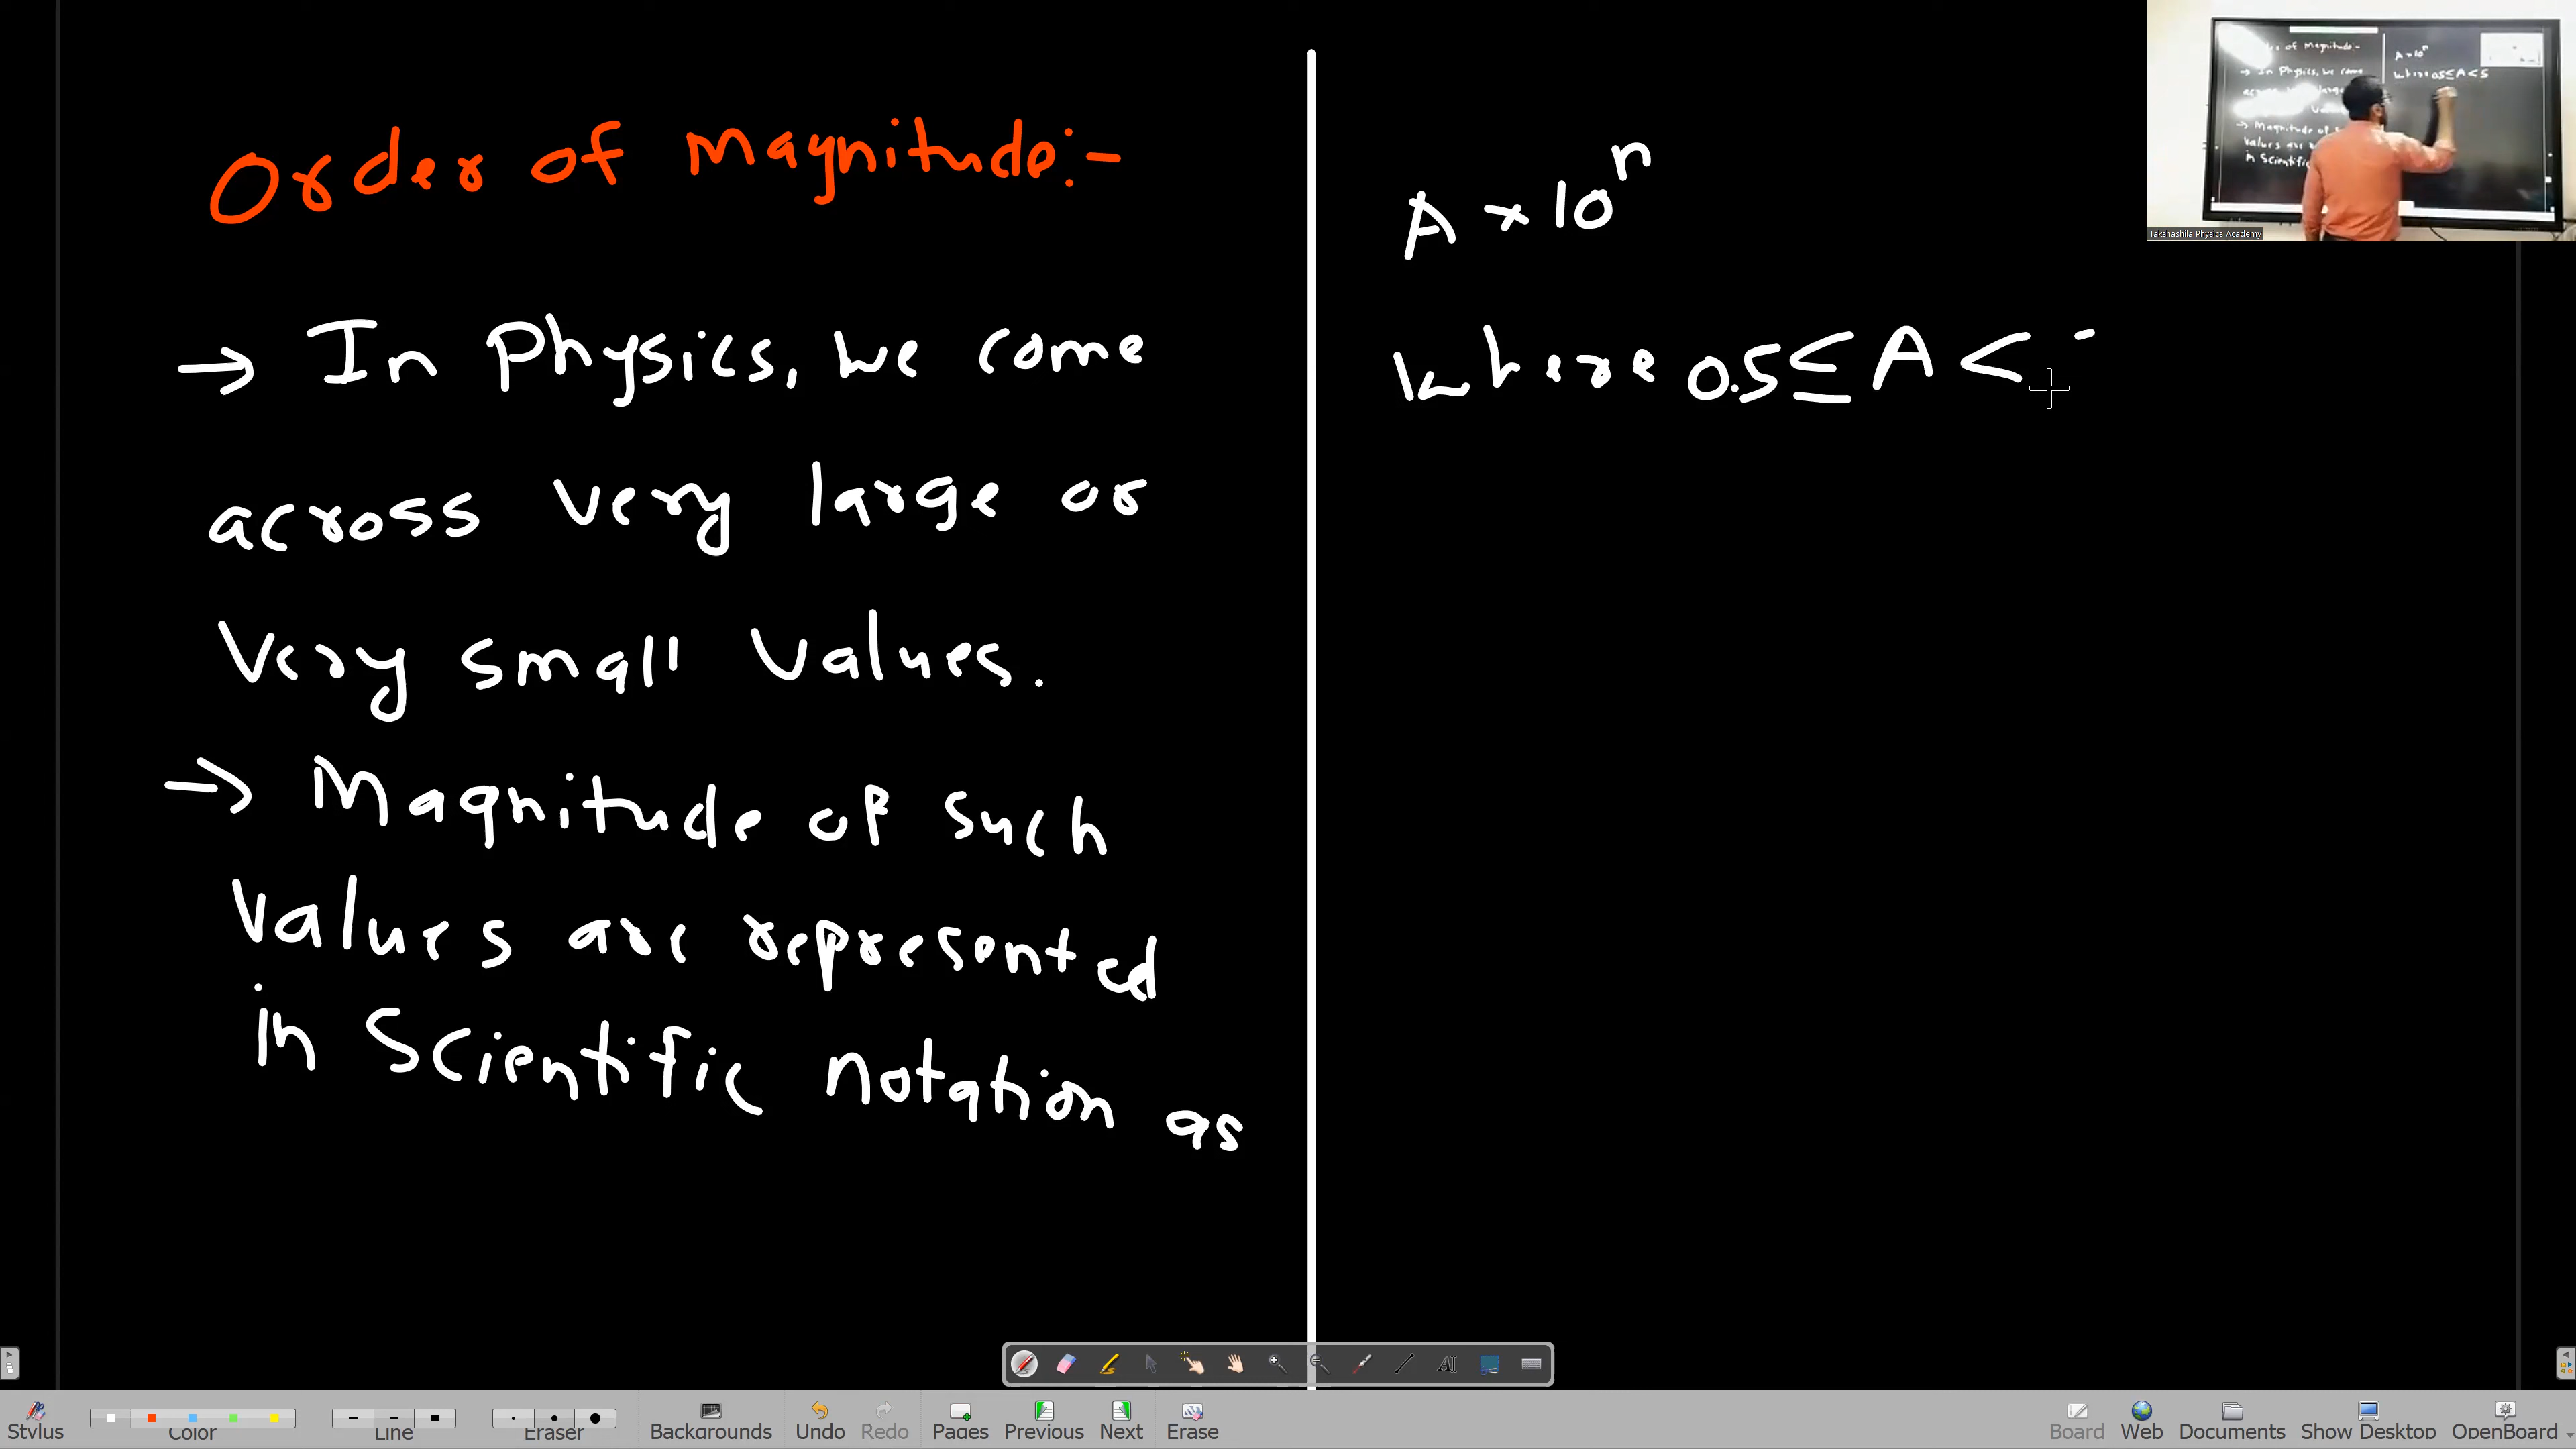 Order of Magnitude:-
→ In Physics, we come
across very large or
very small values.
→ Magnitude of such
values are represented
in Scientific notation as
A × 10ⁿ
where 0.5 ≤ A <
Takshashila Physics Academy
Stylus Color Line Eraser Backgrounds Undo Redo Pages Previous Next Erase Board Web Documents Show Desktop OpenBoard